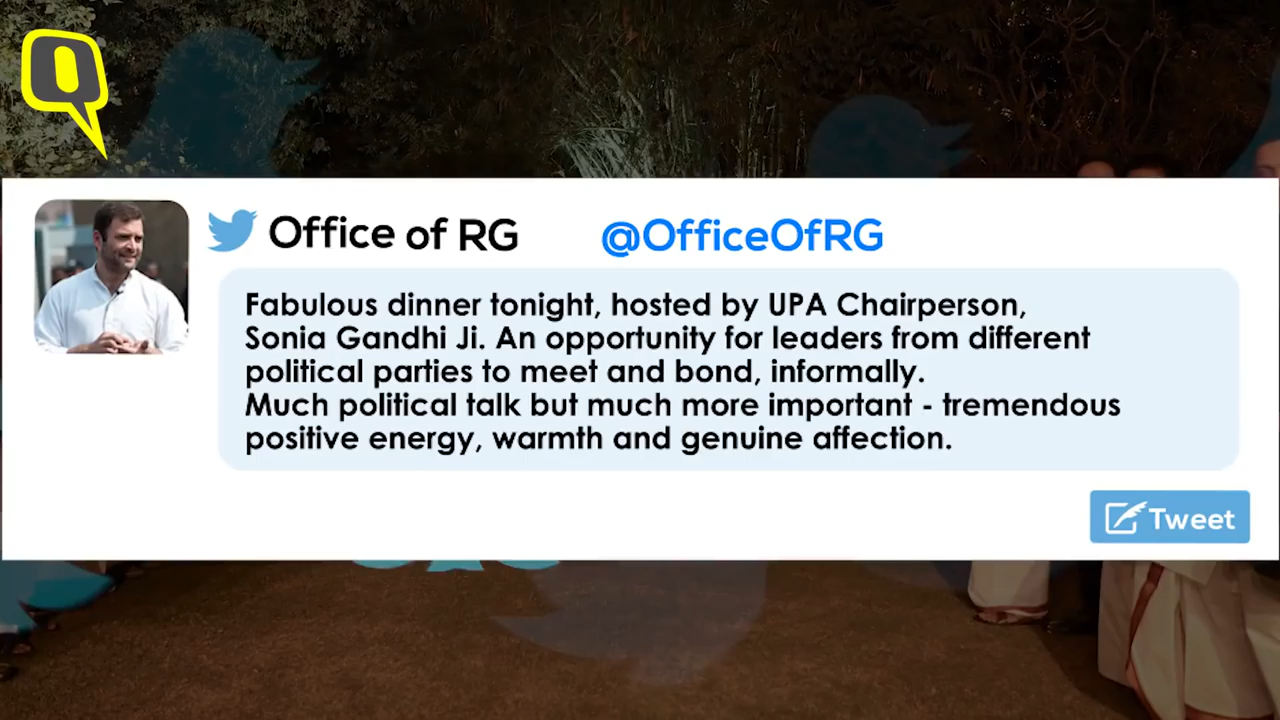 Q
Office of RG @OfficeOfRG
Fabulous dinner tonight, hosted by UPA Chairperson,
Sonia Gandhi Ji. An opportunity for leaders from different
political parties to meet and bond, informally.
Much political talk but much more important - tremendous
positive energy, warmth and genuine affection.
Tweet